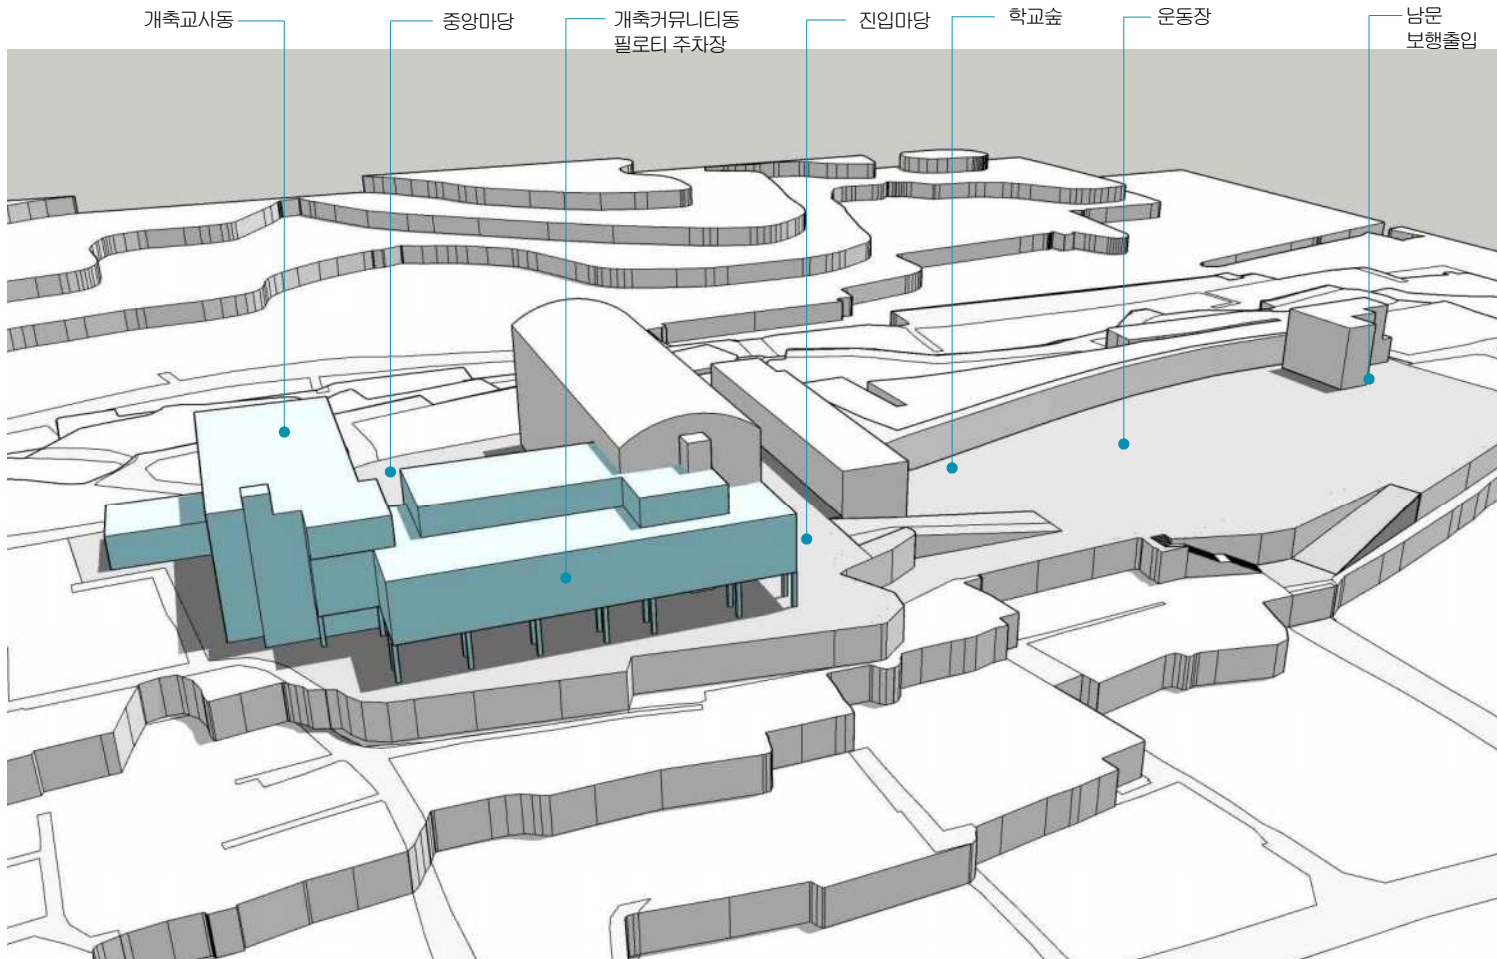 개축교사동
중앙마당
개축커뮤니티동
필로티 주차장
진입마당
학교숲
운동장
남문
보행출입